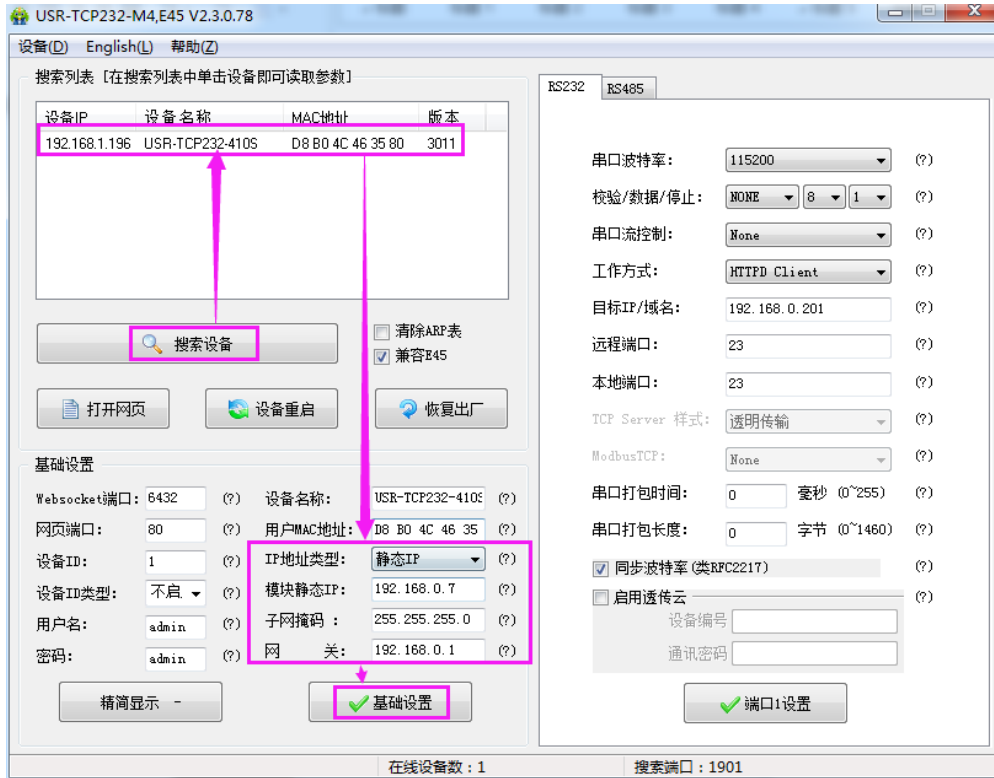 USR-TCP232-M4,E45 V2.3.0.78
设备(D) English(L) 帮助(Z)
搜索列表 [在搜索列表中单击设备即可读取参数]
设备IP 设备名称 MAC地址 版本
192.168.1.196 USR-TCP232-410S D8 B0 4C 46 35 80 3011
搜索设备
清除ARP表
兼容E45
打开网页 设备重启 恢复出厂
基础设置
Websocket端口: 6432 (?) 设备名称: USR-TCP232-410S (?)
网页端口: 80 (?) 用户MAC地址: D8 B0 4C 46 35 (?)
设备ID: 1 (?) IP地址类型: 静态IP (?)
设备ID类型: 不启 (?) 模块静态IP: 192.168.0.7 (?)
用户名: admin (?) 子网掩码 : 255.255.255.0 (?)
密码: admin (?) 网 关: 192.168.0.1 (?)
精简显示 - 基础设置
RS232 RS485
串口波特率: 115200 (?)
校验/数据/停止: NONE 8 1 (?)
串口流控制: None (?)
工作方式: HTTPD Client (?)
目标IP/域名: 192.168.0.201 (?)
远程端口: 23 (?)
本地端口: 23 (?)
TCP Server 样式: 透明传输 (?)
ModbusTCP: None (?)
串口打包时间: 0 毫秒 (0~255) (?)
串口打包长度: 0 字节 (0~1460) (?)
同步波特率(类RFC2217) (?)
启用透传云 (?)
设备编号
通讯密码
端口1设置
在线设备数：1 搜索端口：1901